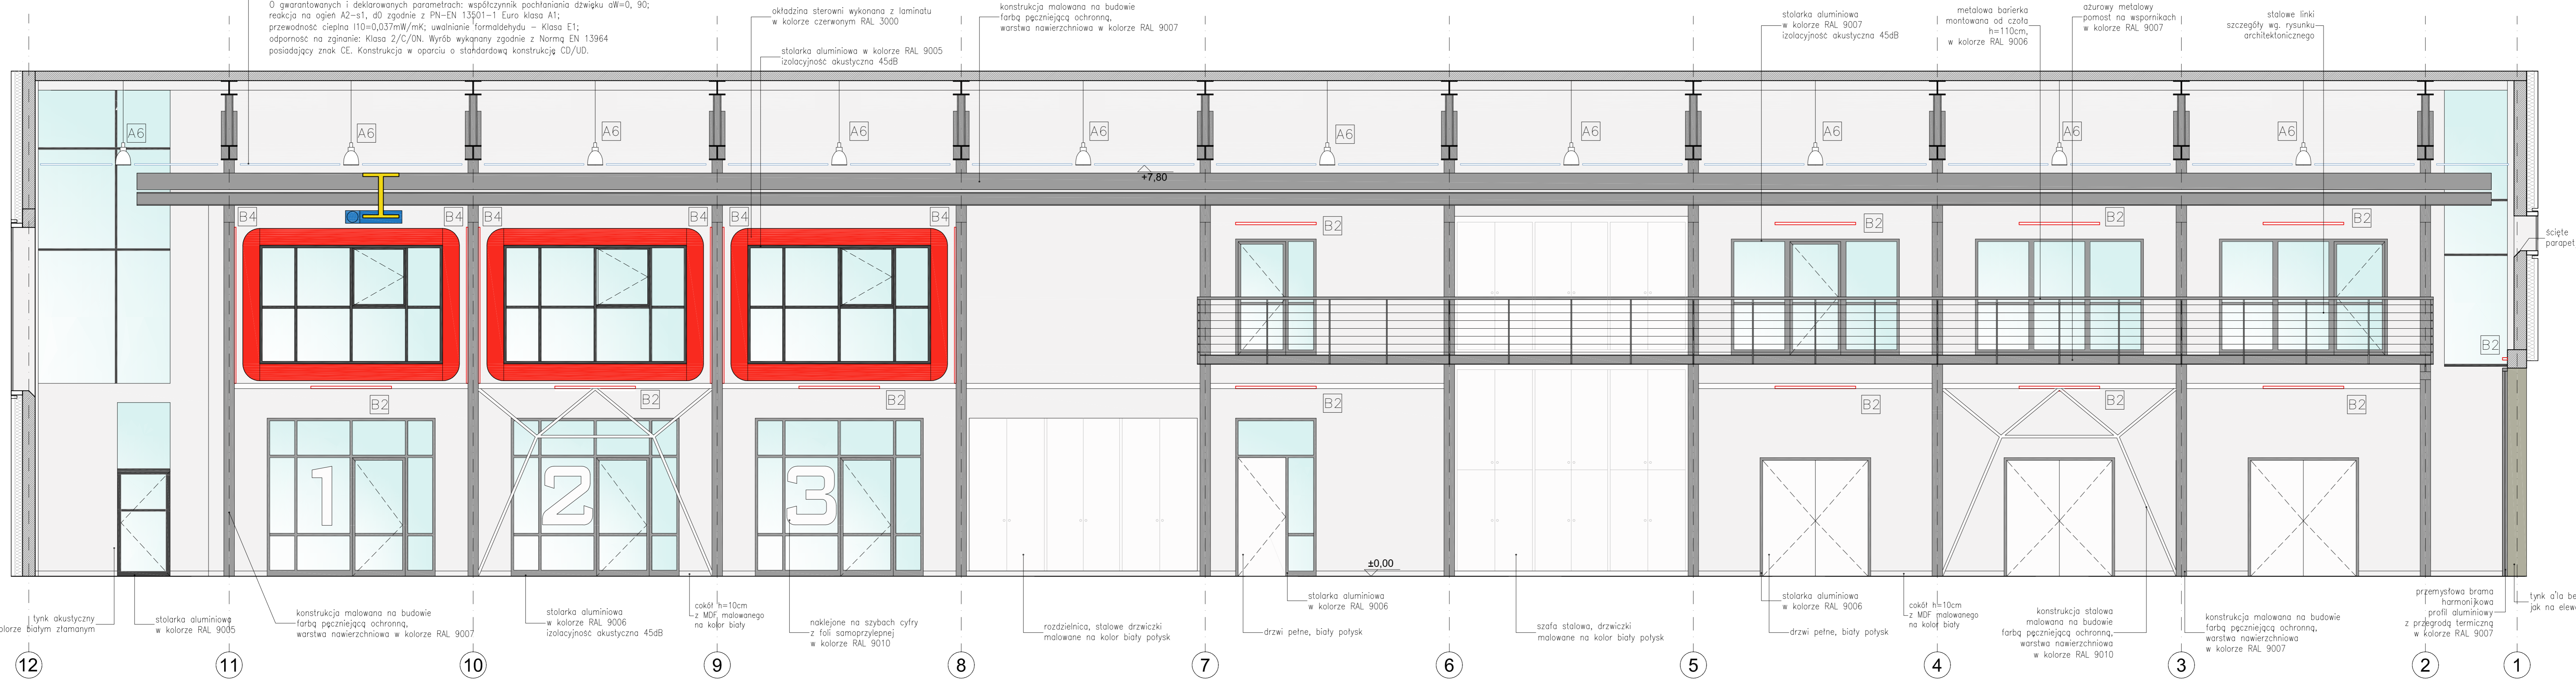 O gwarantowanych i deklarowanych parametrach: współczynnik pochłaniania dźwięku αW=0, 90;
reakcja na ogień A2-s1, d0 zgodnie z PN-EN 13501-1 Euro klasa A1;
przewodność cieplna l10=0,037mW/mK; uwalnianie formaldehydu - Klasa E1;
odporność na zginanie: Klasa 2/C/0N. Wyrób wykonany zgodnie z Normą EN 13964
posiadający znak CE. Konstrukcja w oparciu o standardową konstrukcję CD/UD.
okładzina sterowni wykonana z laminatu
w kolorze czerwonym RAL 3000
stolarka aluminiowa w kolorze RAL 9005
izolacyjność akustyczna 45dB
konstrukcja malowana na budowie
farbą pęczniejącą ochronną,
warstwa nawierzchniowa w kolorze RAL 9007
stolarka aluminiowa
w kolorze RAL 9007
izolacyjność akustyczna 45dB
metalowa barierka
montowana od czoła
h=110cm,
w kolorze RAL 9006
ażurowy metalowy
pomost na wspornikach
w kolorze RAL 9007
stalowe linki
szczegóły wg. rysunku
architektonicznego
A6
A6
A6
A6
A6
A6
A6
A6
A6
A6
+7,80
B4
B4
B4
B4
B4
B4
B2
B2
B2
B2
ścięte
parapet
B2
B2
B2
B2
B2
B2
B2
B2
1
2
3
±0,00
tynk akustyczny
kolorze białym złamanym
stolarka aluminiowa
w kolorze RAL 9005
konstrukcja malowana na budowie
farbą pęczniejącą ochronną,
warstwa nawierzchniowa w kolorze RAL 9007
stolarka aluminiowa
w kolorze RAL 9006
izolacyjność akustyczna 45dB
cokół h=10cm
z MDF malowanego
na kolor biały
naklejone na szybach cyfry
z foli samoprzylepnej
w kolorze RAL 9010
rozdzielnica, stalowe drzwiczki
malowane na kolor biały połysk
drzwi pełne, biały połysk
stolarka aluminiowa
w kolorze RAL 9006
szafa stalowa, drzwiczki
malowane na kolor biały połysk
drzwi pełne, biały połysk
stolarka aluminiowa
w kolorze RAL 9006
cokół h=10cm
z MDF malowanego
na kolor biały
konstrukcja stalowa
malowana na budowie
farbą pęczniejącą ochronną,
warstwa nawierzchniowa
w kolorze RAL 9010
konstrukcja malowana na budowie
farbą pęczniejącą ochronną,
warstwa nawierzchniowa
w kolorze RAL 9007
przemysłowa brama
harmonijkowa
profil aluminiowy
z przegrodą termiczną
w kolorze RAL 9007
tynk a'la be
jak na elew
12
11
10
9
8
7
6
5
4
3
2
1